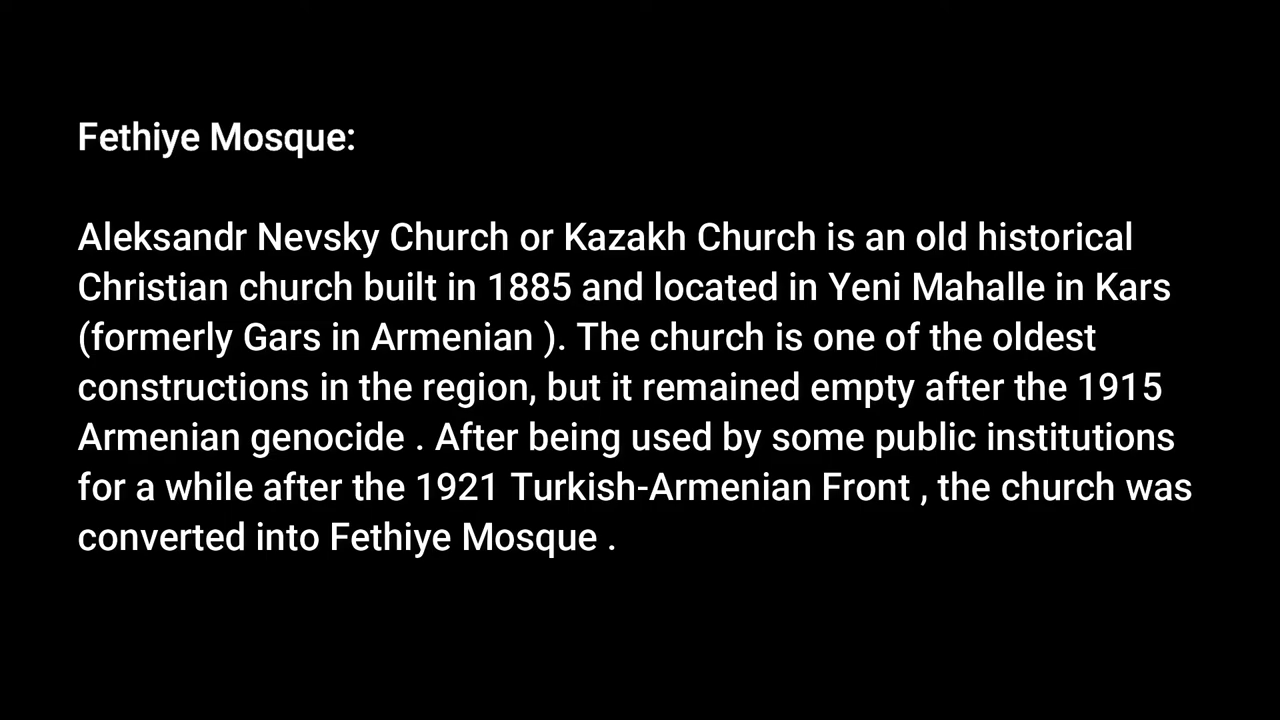 Fethiye Mosque:
Aleksandr Nevsky Church or Kazakh Church is an old historical
Christian church built in 1885 and located in Yeni Mahalle in Kars
(formerly Gars in Armenian ). The church is one of the oldest
constructions in the region, but it remained empty after the 1915
Armenian genocide . After being used by some public institutions
for a while after the 1921 Turkish-Armenian Front , the church was
converted into Fethiye Mosque .